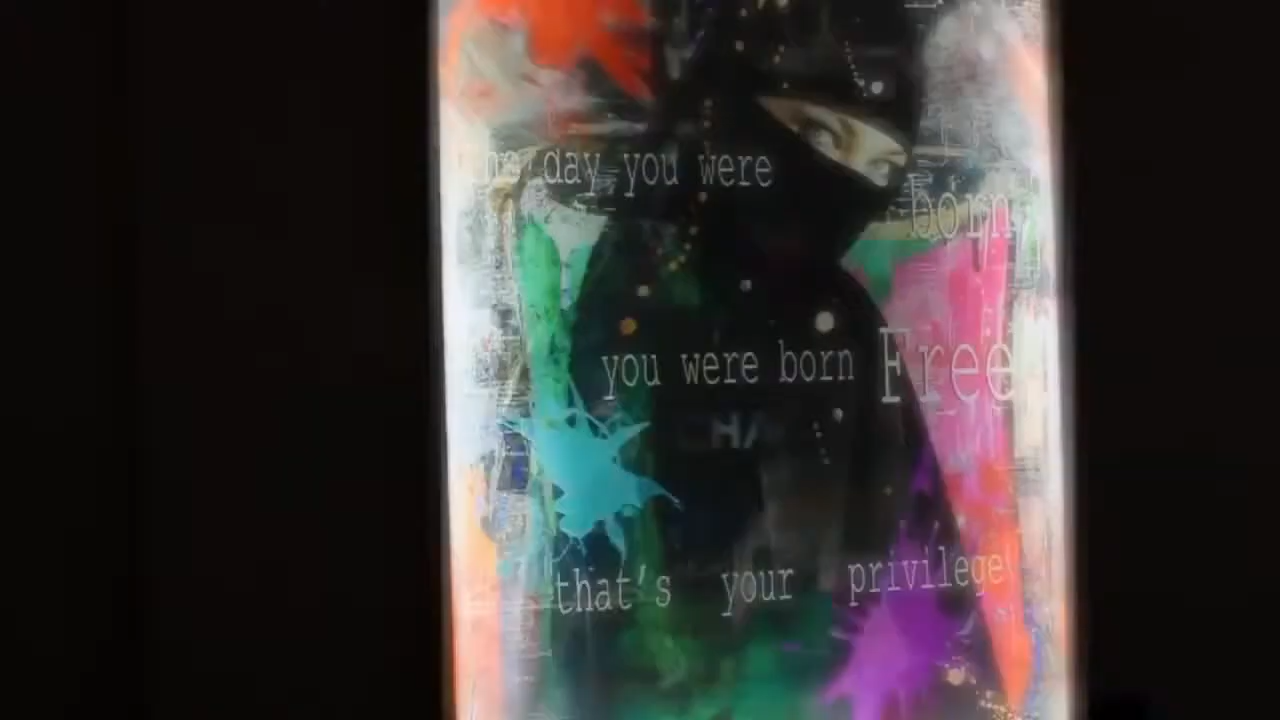 day you were
born
you were born Free
that's your privilege